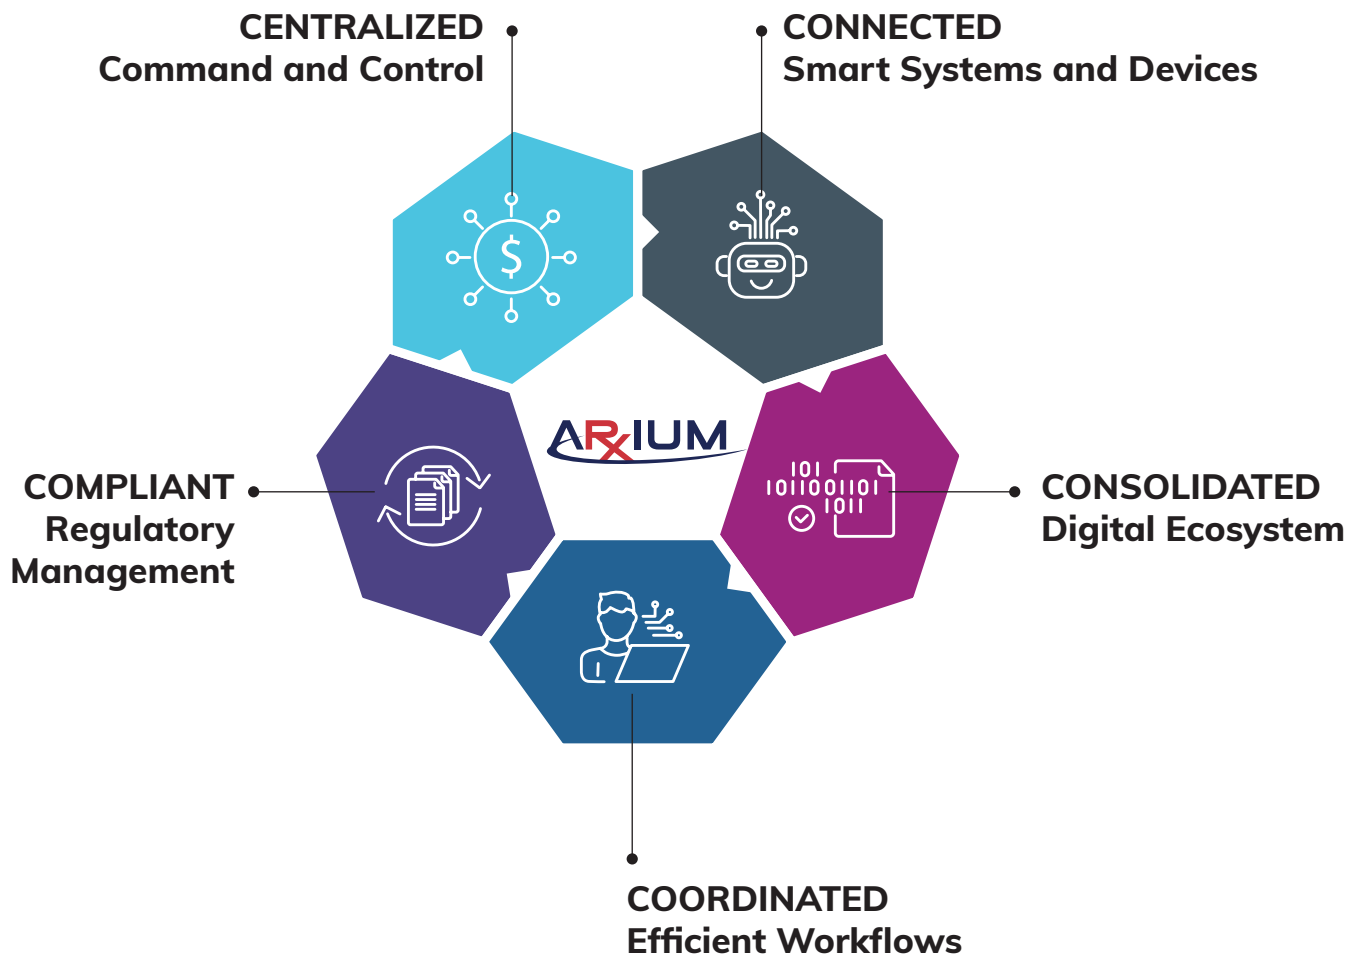 CENTRALIZED
Command and Control
CONNECTED
Smart Systems and Devices
$
ARxIUM
COMPLIANT
Regulatory
Management
101
1011001101
1011
CONSOLIDATED
Digital Ecosystem
COORDINATED
Efficient Workflows